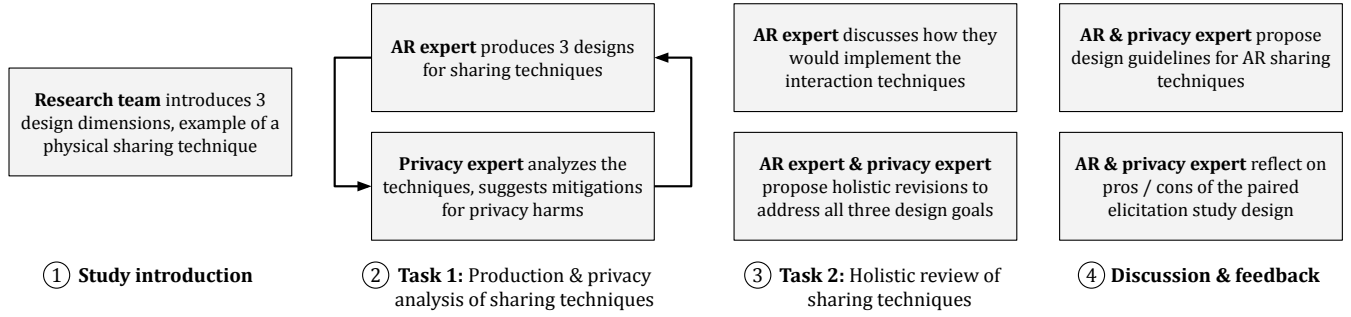 Research team introduces 3
design dimensions, example of a
physical sharing technique
1 Study introduction
AR expert produces 3 designs
for sharing techniques
Privacy expert analyzes the
techniques, suggests mitigations
for privacy harms
2 Task 1: Production & privacy
analysis of sharing techniques
AR expert discusses how they
would implement the
interaction techniques
AR expert & privacy expert
propose holistic revisions to
address all three design goals
3 Task 2: Holistic review of
sharing techniques
AR & privacy expert propose
design guidelines for AR sharing
techniques
AR & privacy expert reflect on
pros / cons of the paired
elicitation study design
4 Discussion & feedback